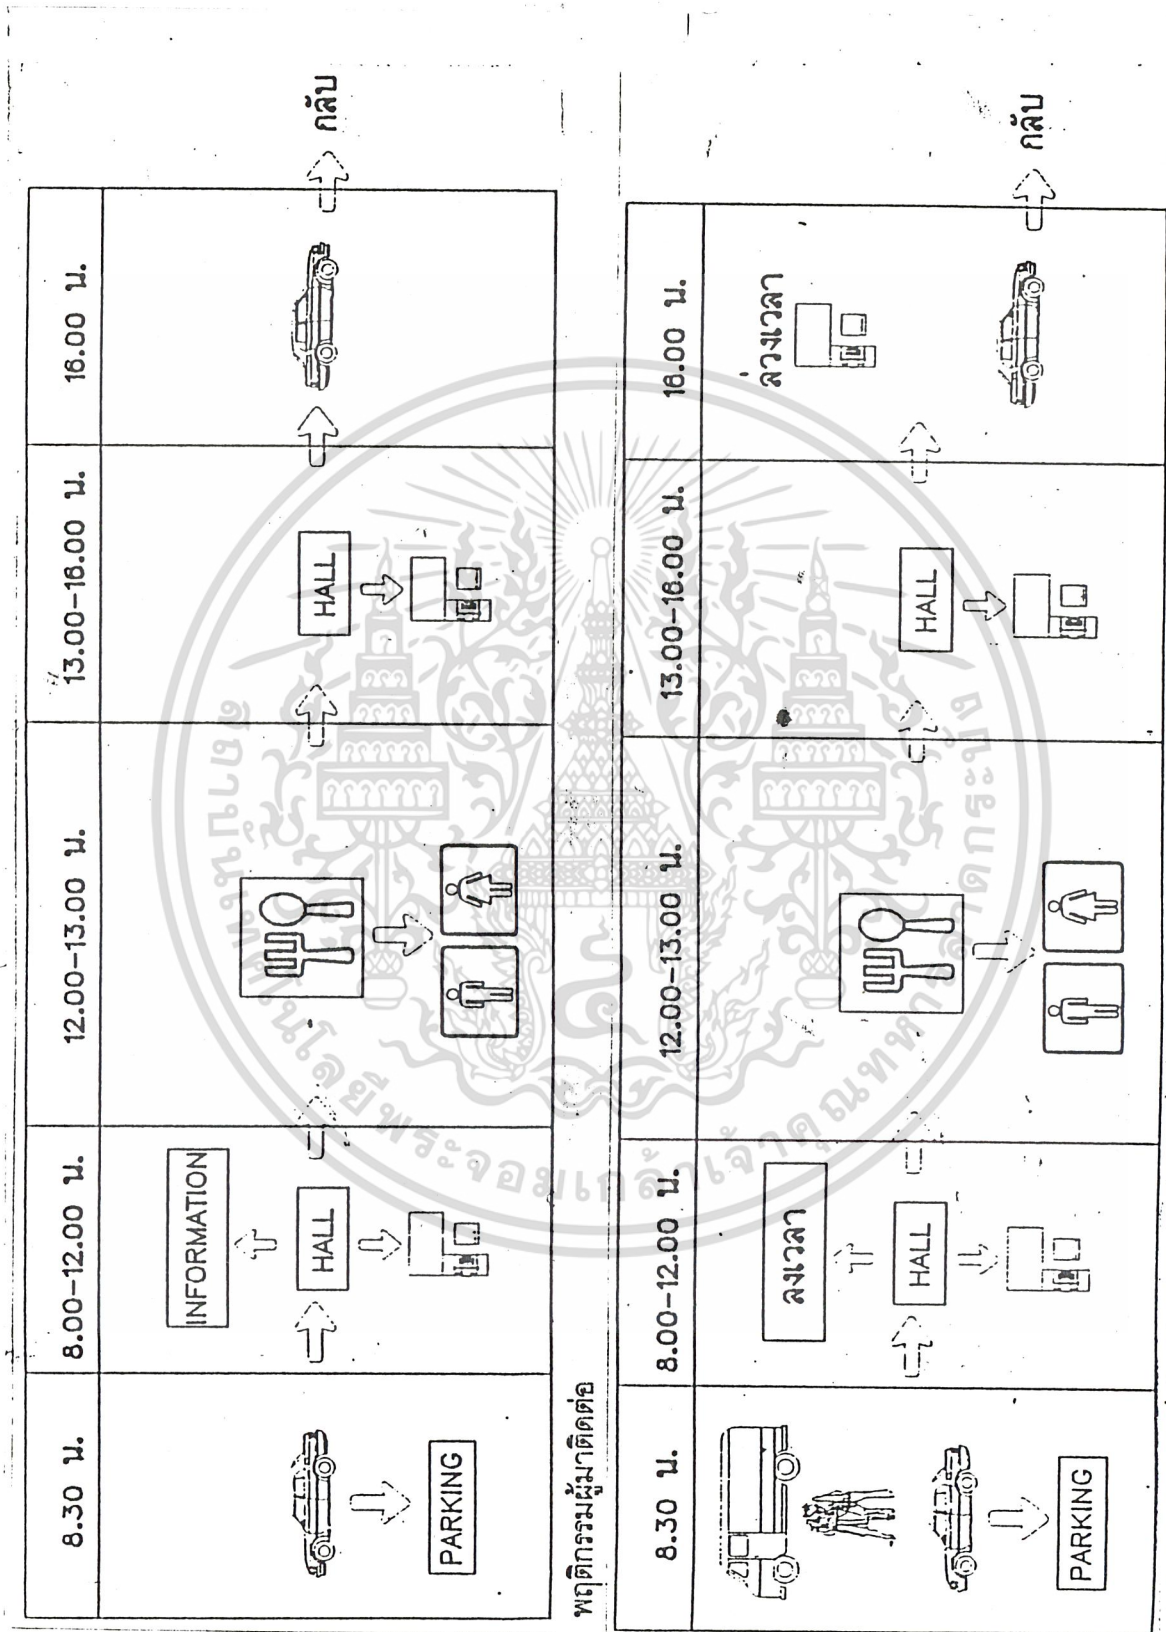 8.30 น. 8.00-12.00 น. 12.00-13.00 น. 13.00-16.00 น. 16.00 น.
INFORMATION
HALL HALL กลับ
PARKING
พฤติกรรมผู้มาติดต่อ
8.30 น. 8.00-12.00 น. 12.00-13.00 น. 13.00-16.00 น. 16.00 น.
ลงเวลา ล่วงเวลา
HALL HALL
PARKING กลับ